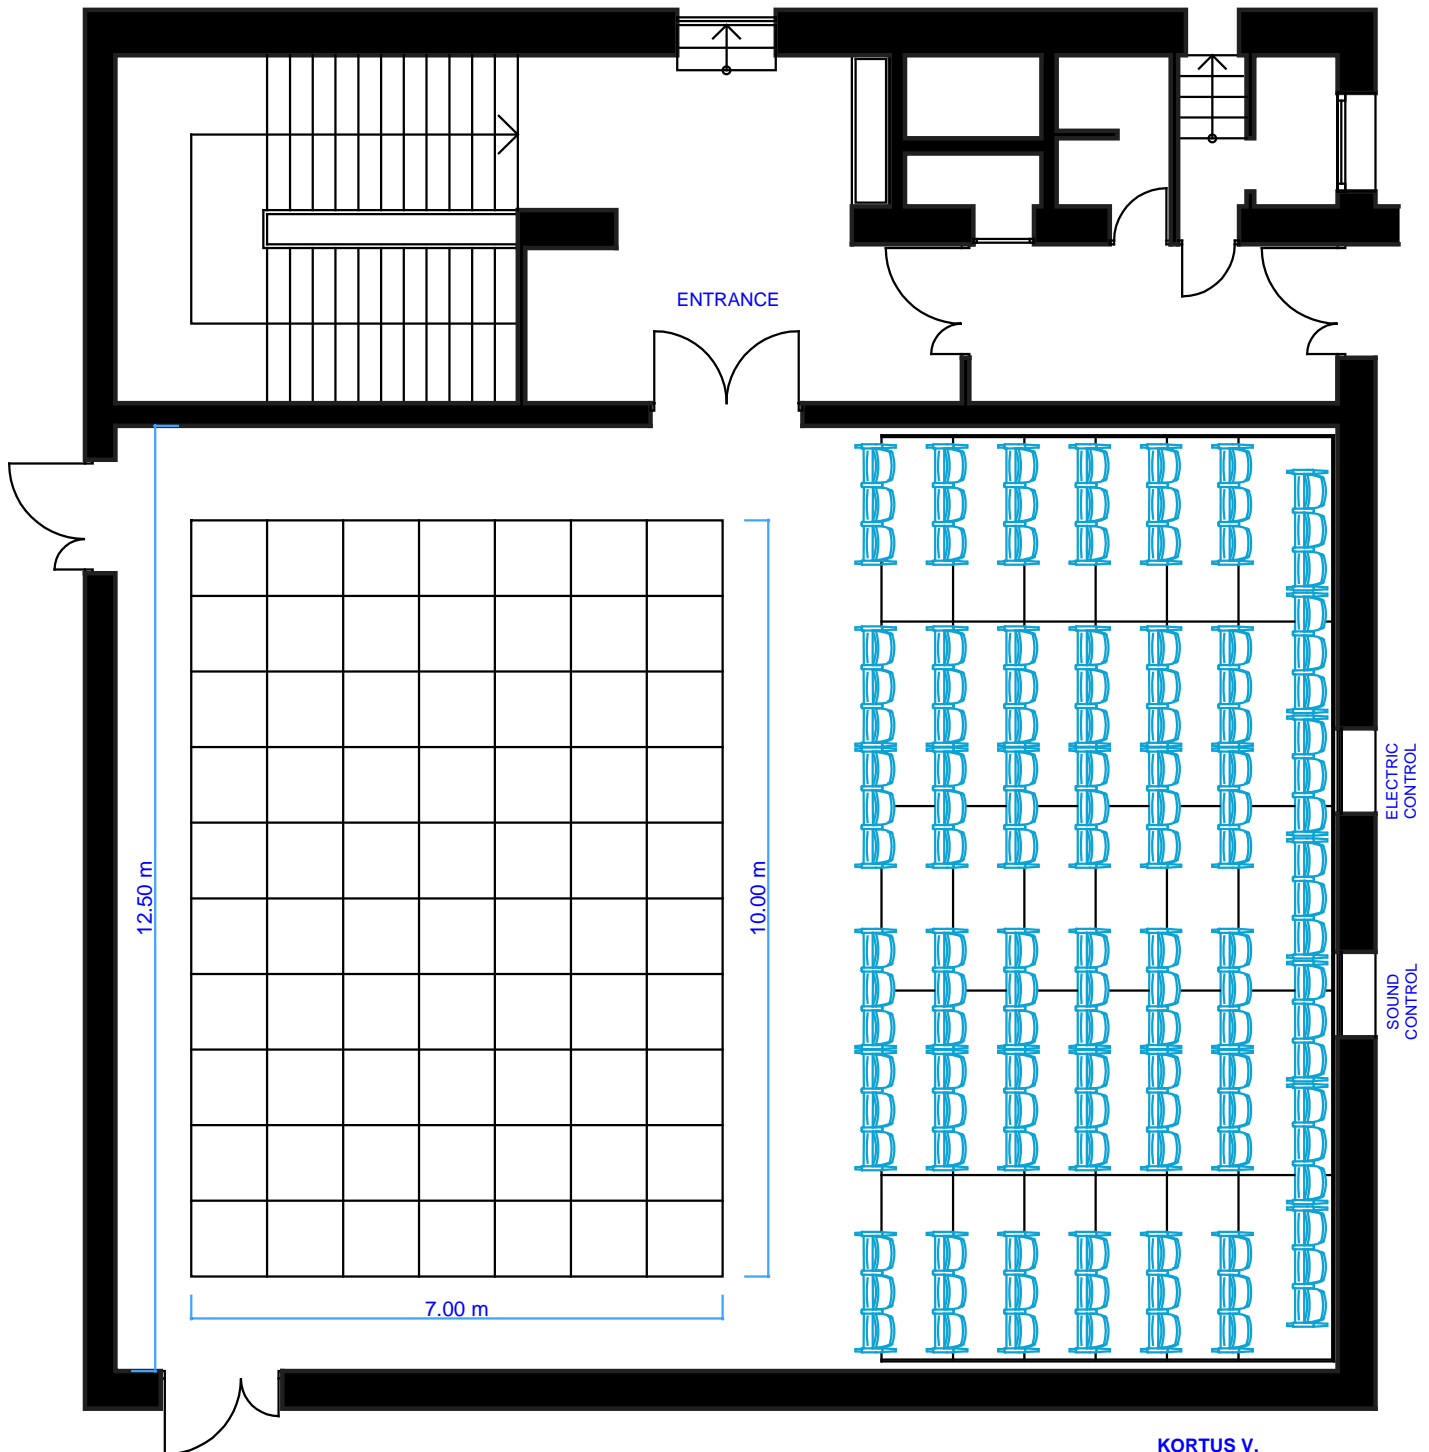 ENTRANCE
ELECTRIC
CONTROL
12.50 m
10.00 m
SOUND
CONTROL
7.00 m
KORTUS V.